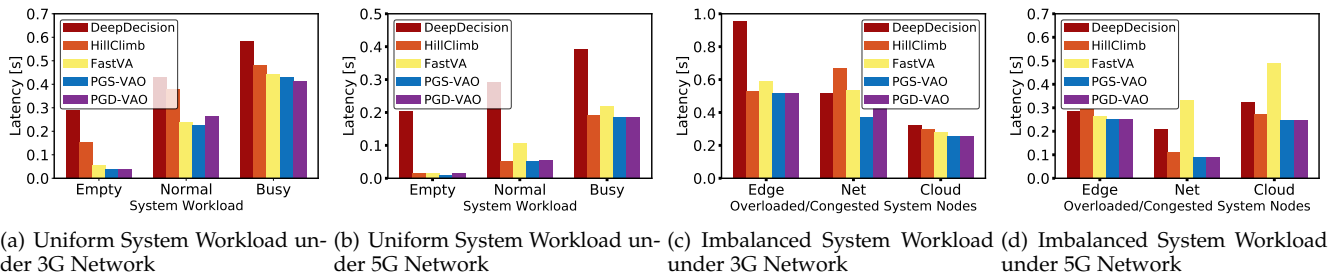 0.7
0.6
0.5
0.4
0.3
0.2
0.1
0.0
Latency [s]
DeepDecision
HillClimb
FastVA
PGS-VAO
PGD-VAO
Empty Normal Busy
System Workload
0.5
0.4
0.3
0.2
0.1
0.0
Latency [s]
DeepDecision
HillClimb
FastVA
PGS-VAO
PGD-VAO
Empty Normal Busy
System Workload
1.0
0.8
0.6
0.4
0.2
0.0
Latency [s]
DeepDecision
HillClimb
FastVA
PGS-VAO
PGD-VAO
Edge Net Cloud
Overloaded/Congested System Nodes
0.7
0.6
0.5
0.4
0.3
0.2
0.1
0.0
Latency [s]
DeepDecision
HillClimb
FastVA
PGS-VAO
PGD-VAO
Edge Net Cloud
Overloaded/Congested System Nodes
(a) Uniform System Workload un-
der 3G Network
(b) Uniform System Workload un-
der 5G Network
(c) Imbalanced System Workload
under 3G Network
(d) Imbalanced System Workload
under 5G Network